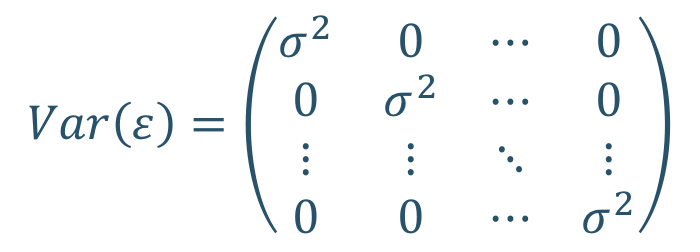 Var(ε) = 
σ² 0 ⋯ 0
0 σ² ⋯ 0
⋮ ⋮ ⋱ ⋮
0 0 ⋯ σ²